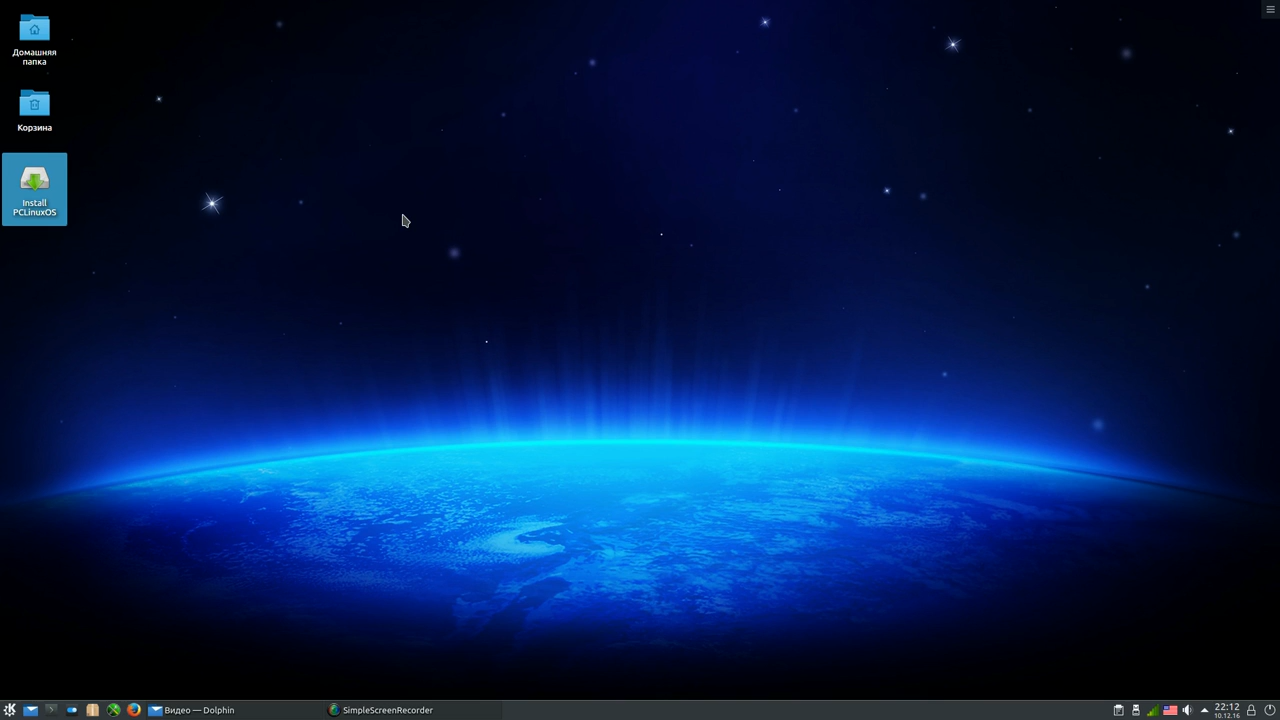 Домашняя
папка
Корзина
Install
PCLinuxOS
Видео — Dolphin
SimpleScreenRecorder
22:12
10.12.16